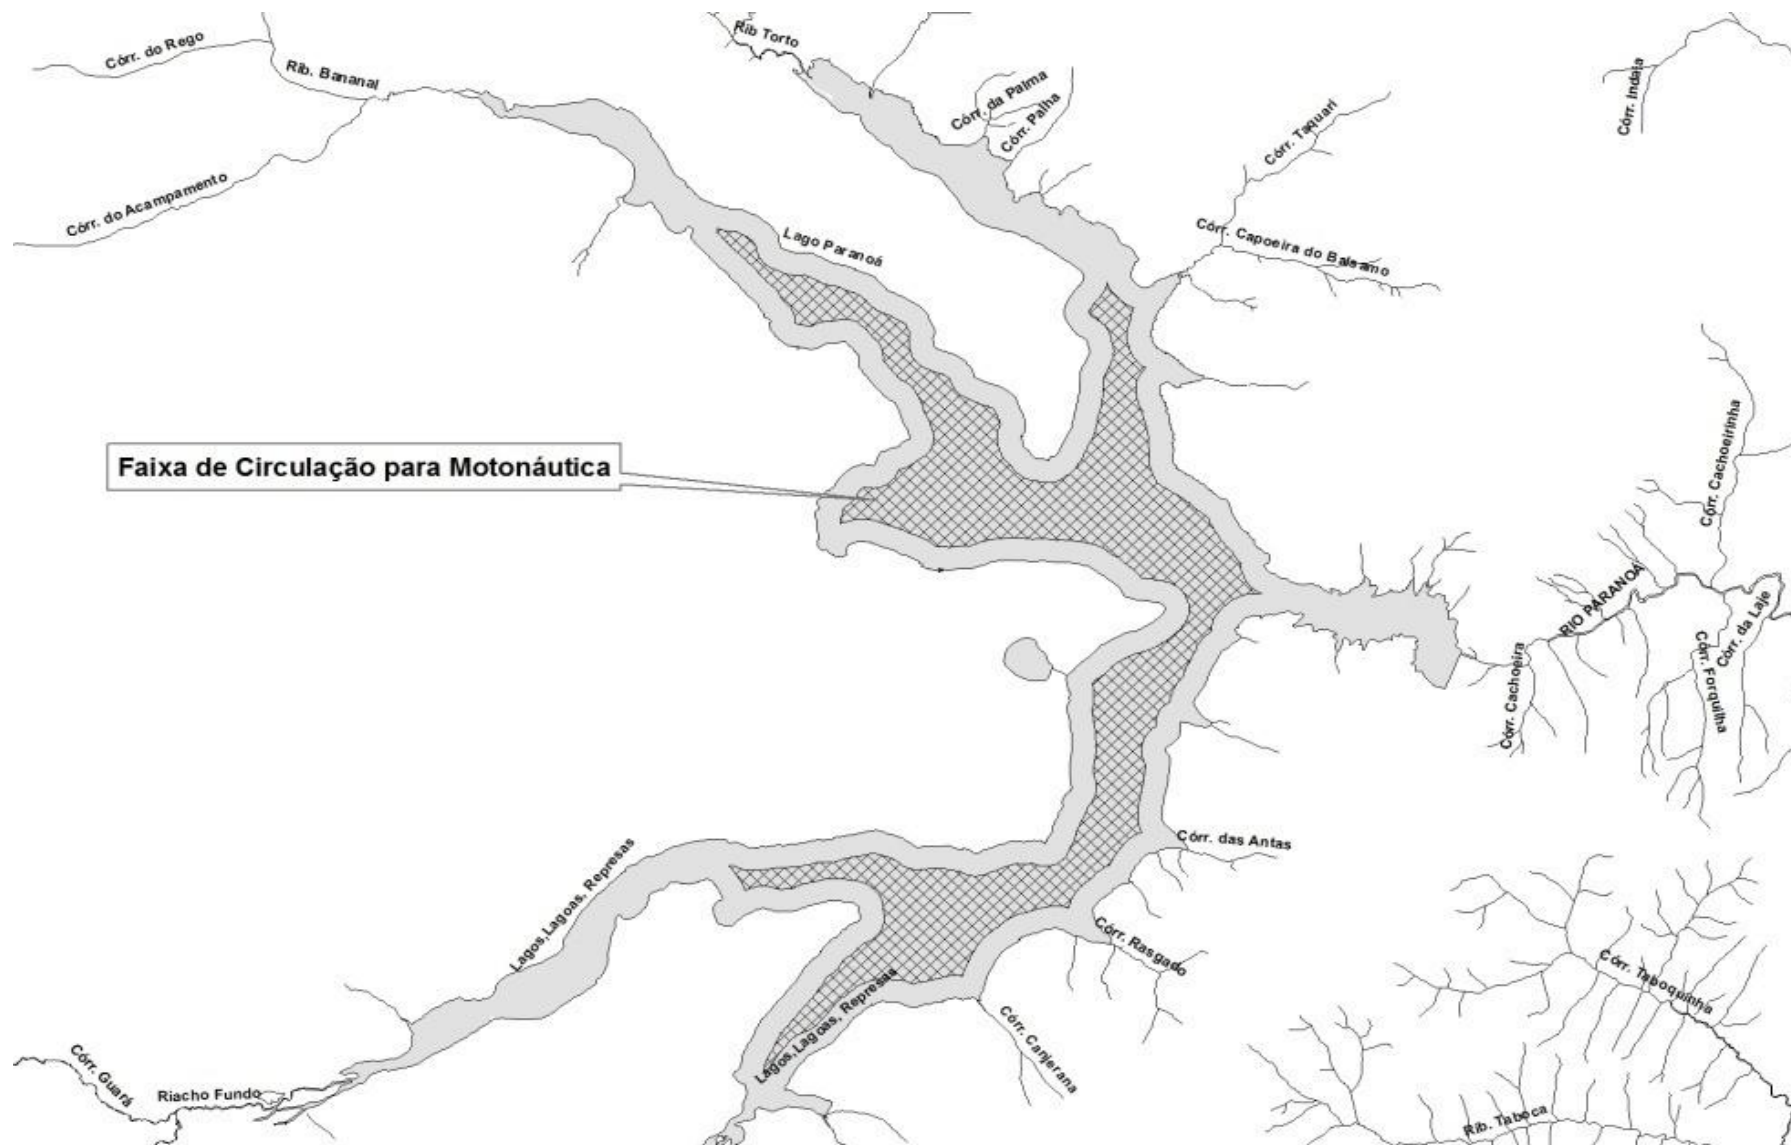 Rib Torto
Córr. do Rego
Rib. Bananal
Córr. da Palma
Córr. Palha
Córr. Indaia
Córr. Taquari
Córr. do Acampamento
Lago Paranoá
Córr. Capoeira do Balsamo
Faixa de Circulação para Motonáutica
Córr. Cachoeirinha
RIO PARANOÁ
Córr. da Laje
Córr. Cachoeira
Córr. Forquilha
Córr. das Antas
Lagos,Lagoas, Represas
Córr. Rasgado
Córr. Taboquinha
Lagos,Lagoas, Represas
Córr. Canjerana
Córr. Guará
Riacho Fundo
Rib. Taboca